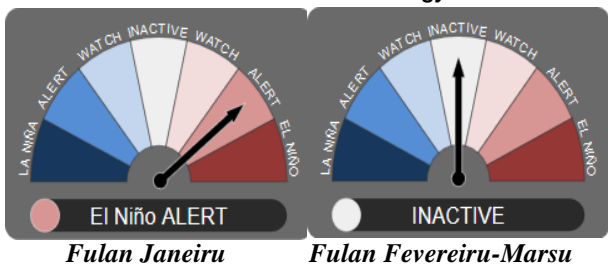 LA NIÑA ALERT WATCH INACTIVE WATCH ALERT EL NIÑO
El Niño ALERT
Fulan Janeiru
LA NIÑA ALERT WATCH INACTIVE WATCH ALERT EL NIÑO
INACTIVE
Fulan Fevereiru-Marsu